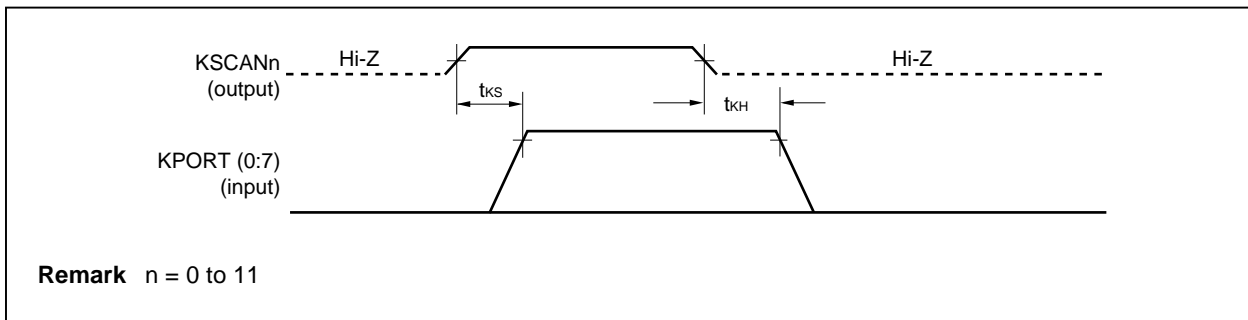 KSCANn
(output)
Hi-Z
Hi-Z
tKS
tKH
KPORT (0:7)
(input)
Remark n = 0 to 11